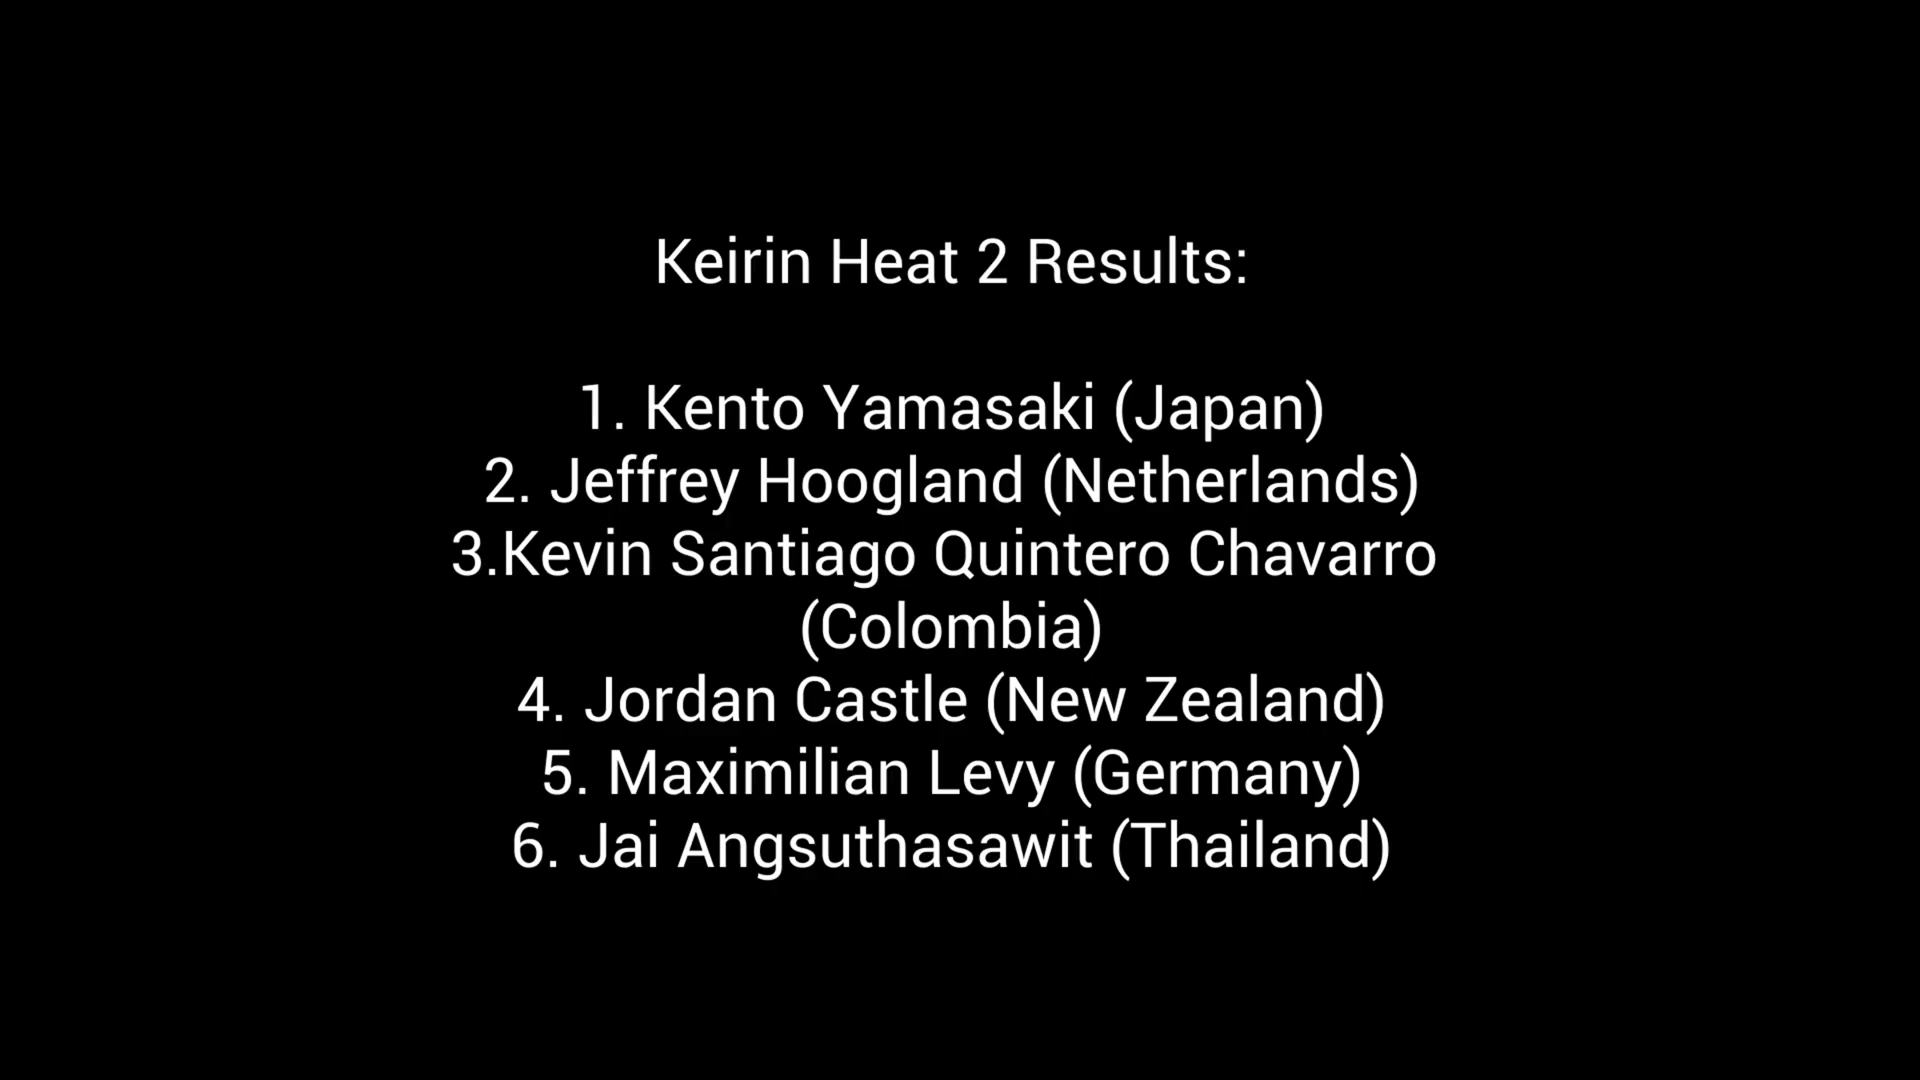 Keirin Heat 2 Results:
1. Kento Yamasaki (Japan)
2. Jeffrey Hoogland (Netherlands)
3.Kevin Santiago Quintero Chavarro
(Colombia)
4. Jordan Castle (New Zealand)
5. Maximilian Levy (Germany)
6. Jai Angsuthasawit (Thailand)